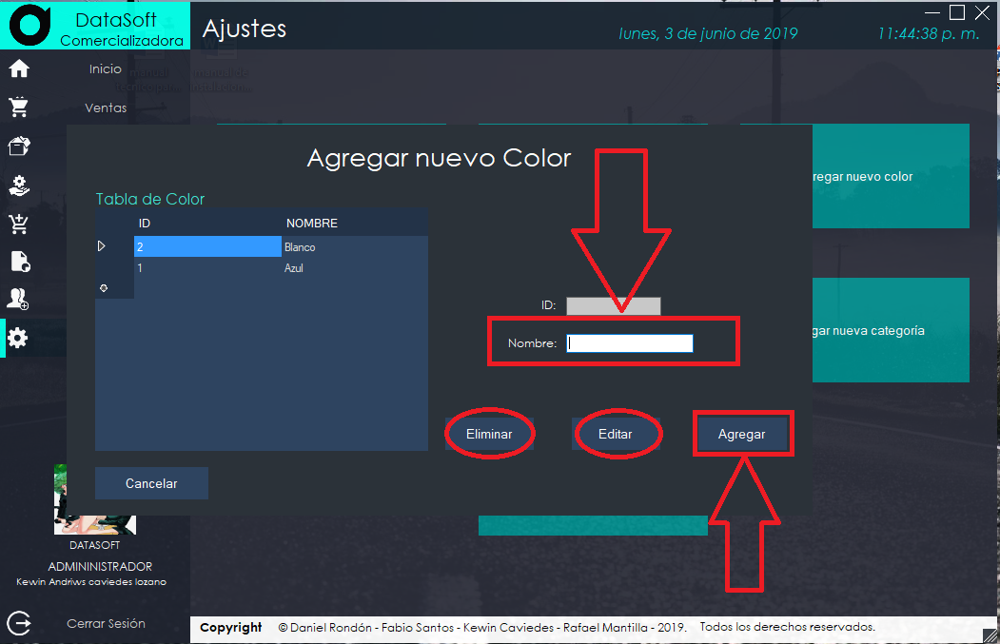 DataSoft
Comercializadora
Ajustes
lunes, 3 de junio de 2019
11:44:38 p. m.
Inicio
Ventas
Agregar nuevo Color
Tabla de Color
ID NOMBRE
2 Blanco
1 Azul
ID:
Nombre:
Eliminar
Editar
Agregar
Cancelar
regar nuevo color
gar nueva categoría
DATASOFT
ADMININISTRADOR
Kewin Andriws caviedes lozano
Cerrar Sesión
Copyright © Daniel Rondón - Fabio Santos - Kewin Caviedes - Rafael Mantilla - 2019. Todos los derechos reservados.